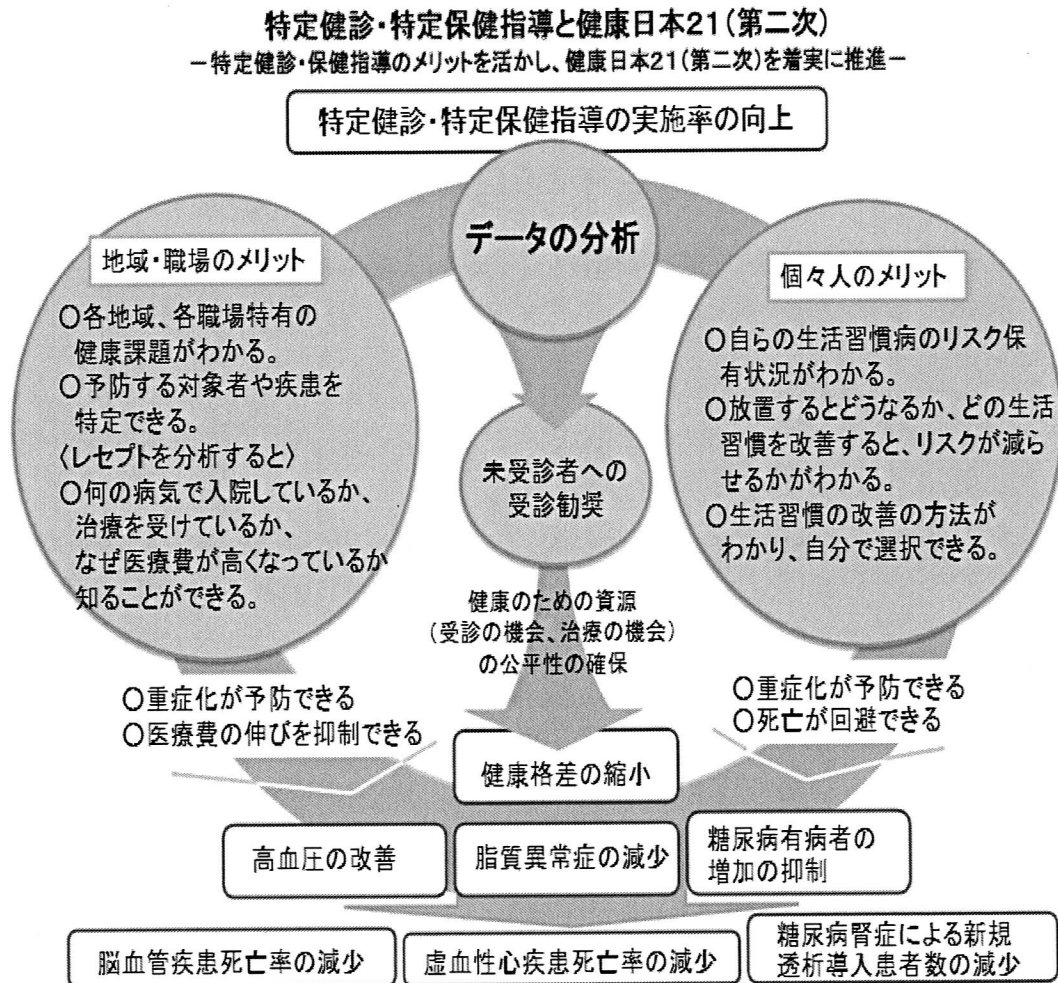 特定健診・特定保健指導と健康日本21(第二次)
－特定健診・保健指導のメリットを活かし、健康日本21(第二次)を着実に推進－
特定健診・特定保健指導の実施率の向上
データの分析
地域・職場のメリット
○各地域、各職場特有の
健康課題がわかる。
○予防する対象者や疾患を
特定できる。
〈レセプトを分析すると〉
○何の病気で入院しているか、
治療を受けているか、
なぜ医療費が高くなっているか
知ることができる。
個々人のメリット
○自らの生活習慣病のリスク保
有状況がわかる。
○放置するとどうなるか、どの生活
習慣を改善すると、リスクが減ら
せるかがわかる。
○生活習慣の改善の方法が
わかり、自分で選択できる。
未受診者への
受診勧奨
健康のための資源
(受診の機会、治療の機会)
の公平性の確保
○重症化が予防できる
○医療費の伸びを抑制できる
○重症化が予防できる
○死亡が回避できる
健康格差の縮小
高血圧の改善
脂質異常症の減少
糖尿病有病者の
増加の抑制
脳血管疾患死亡率の減少
虚血性心疾患死亡率の減少
糖尿病腎症による新規
透析導入患者数の減少